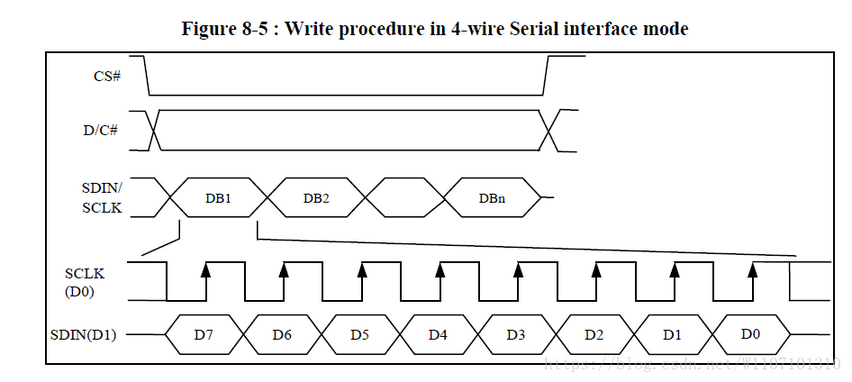 Figure 8-5 : Write procedure in 4-wire Serial interface mode
CS#
D/C#
SDIN/
SCLK
DB1 DB2 DBn
SCLK
(D0)
SDIN(D1) D7 D6 D5 D4 D3 D2 D1 D0
https://blog.csdn.net/W1107101310